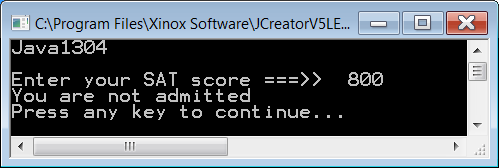 C:\Program Files\Xinox Software\JCreatorV5LE...
Java1304
Enter your SAT score ===>>  800
You are not admitted
Press any key to continue...